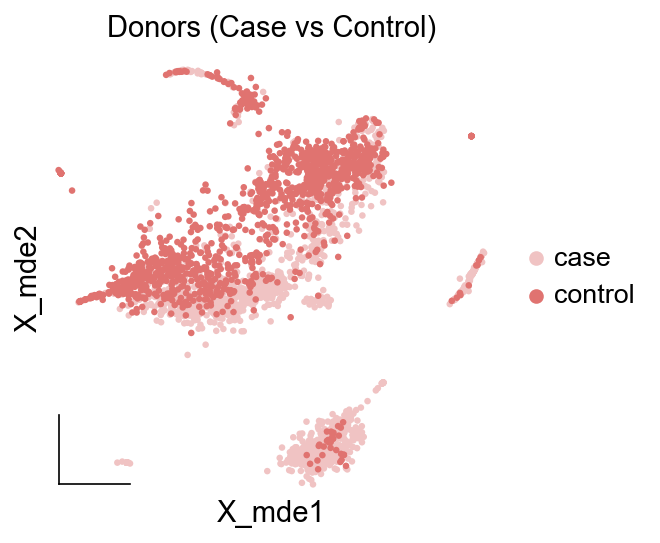 Donors (Case vs Control)
X_mde2
case
control
X_mde1